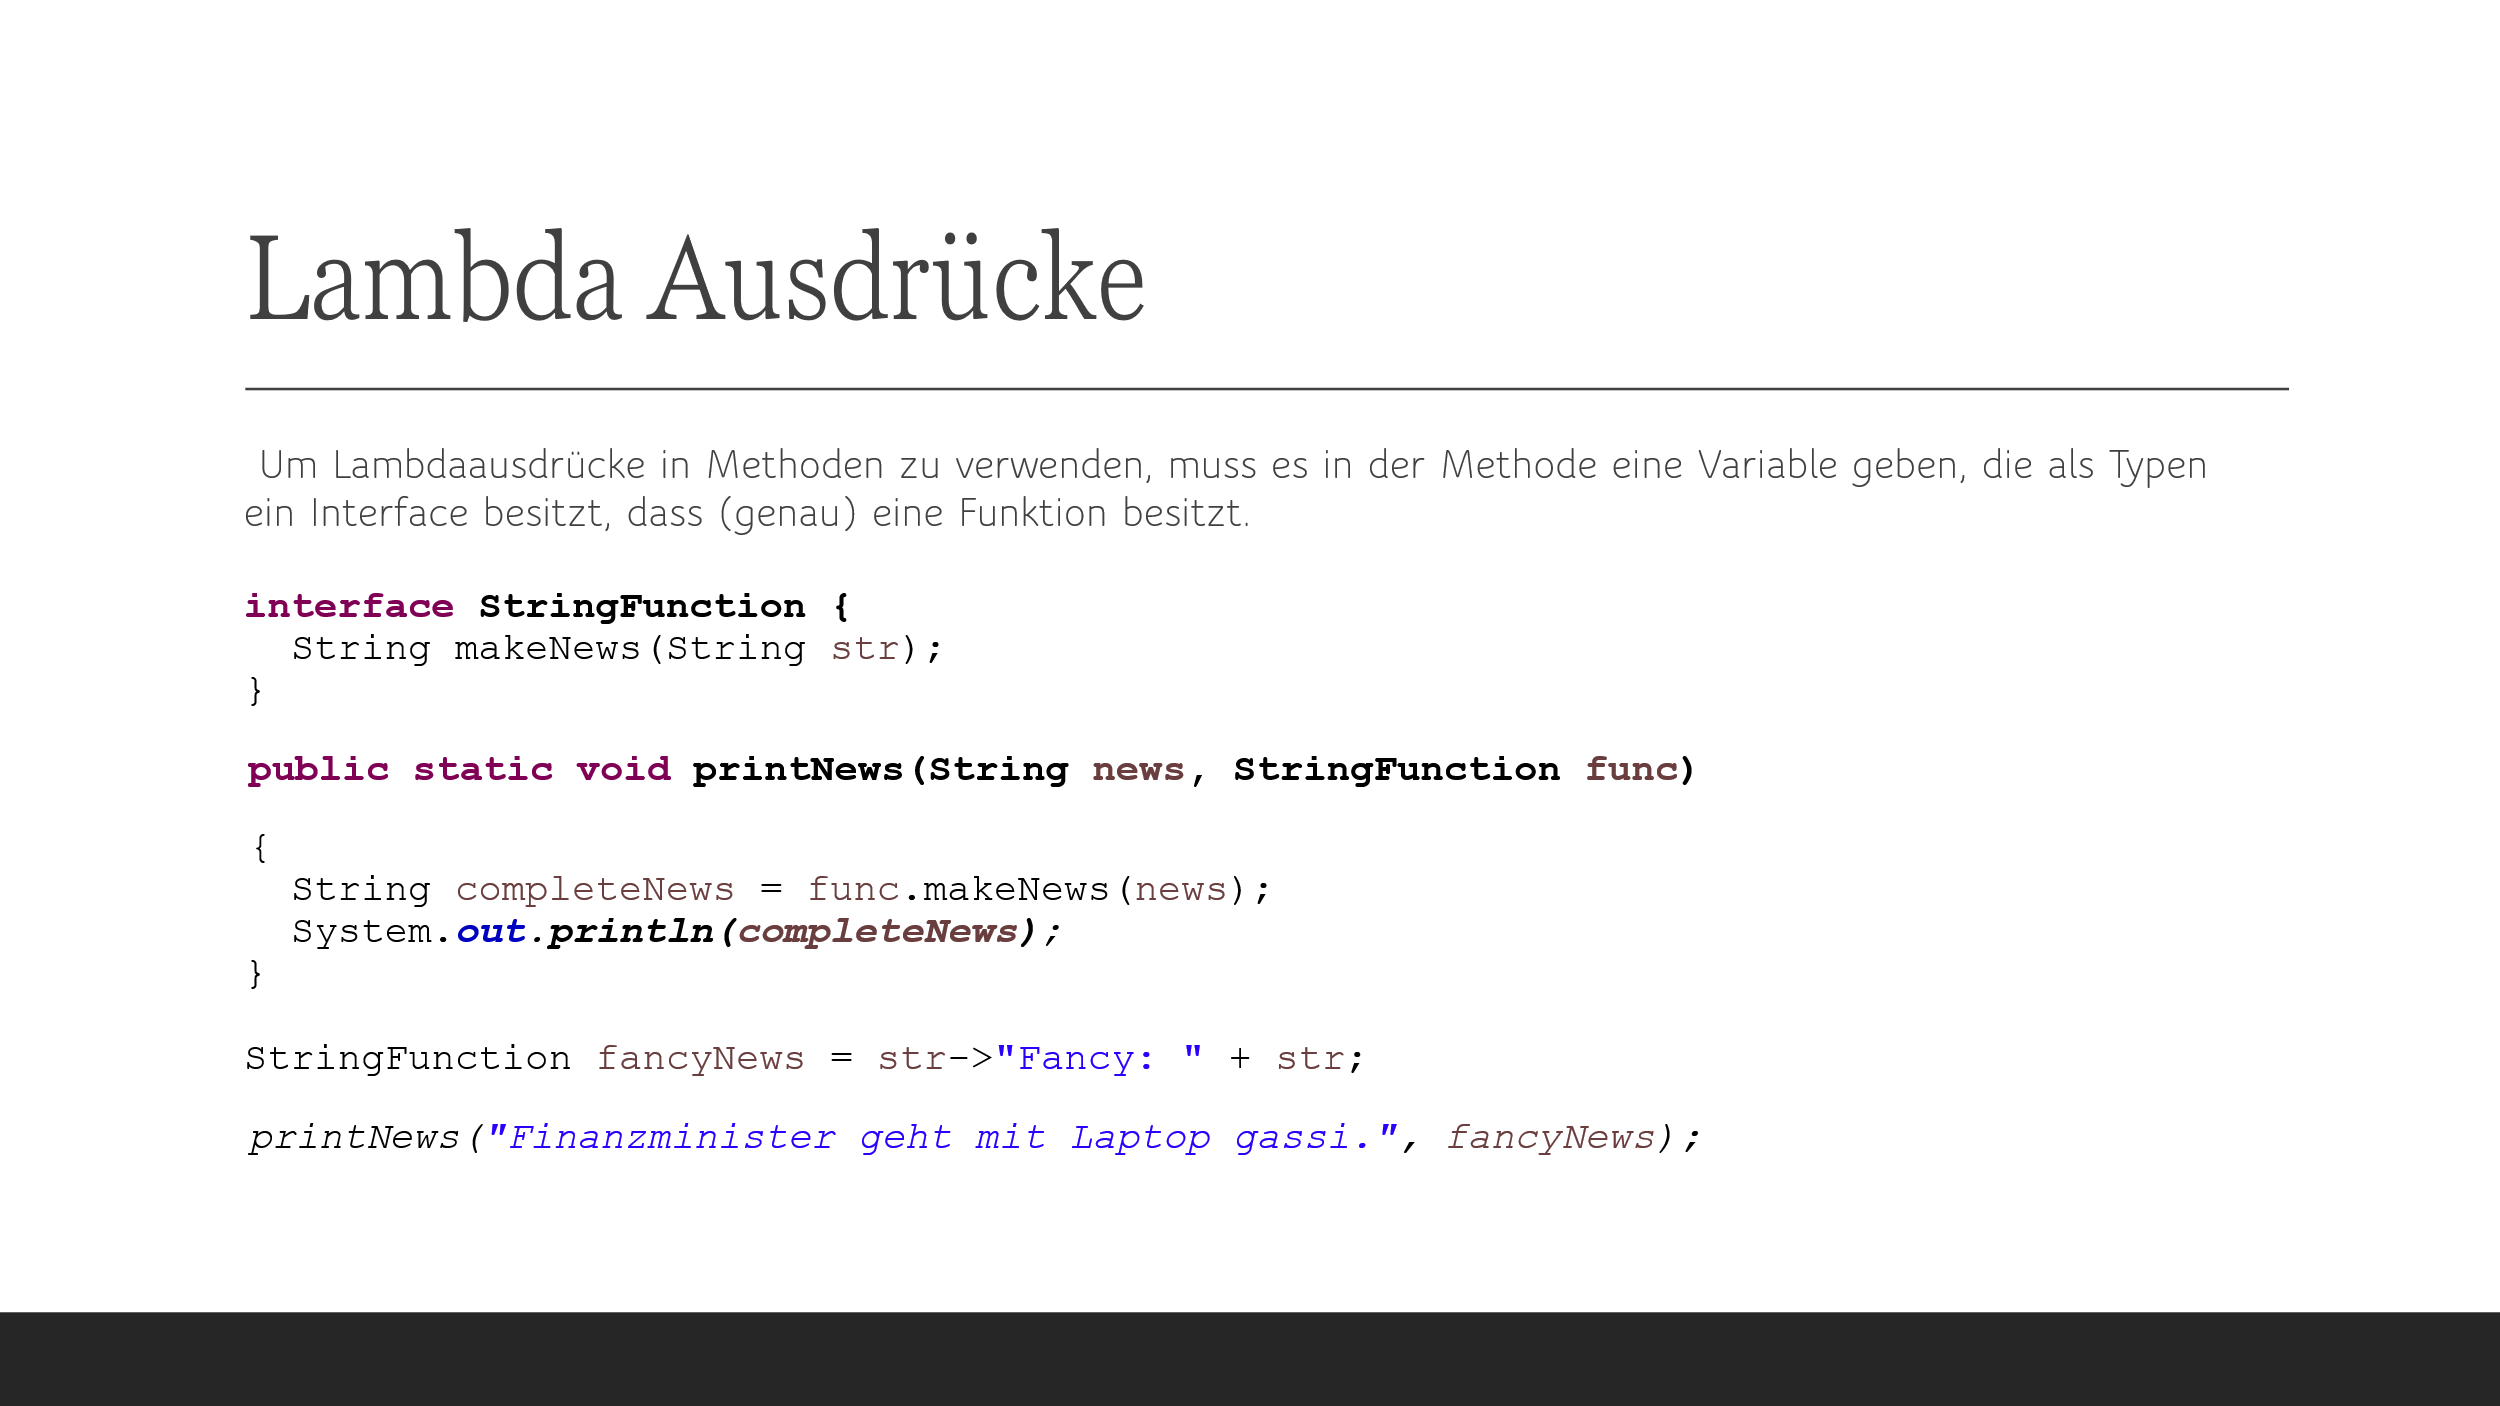 Lambda Ausdrücke
Um Lambdaausdrücke in Methoden zu verwenden, muss es in der Methode eine Variable geben, die als Typen
ein Interface besitzt, dass (genau) eine Funktion besitzt.
interface StringFunction {
  String makeNews(String str);
}
public static void printNews(String news, StringFunction func)
{
  String completeNews = func.makeNews(news);
  System.out.println(completeNews);
}
StringFunction fancyNews = str->"Fancy: " + str;
printNews("Finanzminister geht mit Laptop gassi.", fancyNews);